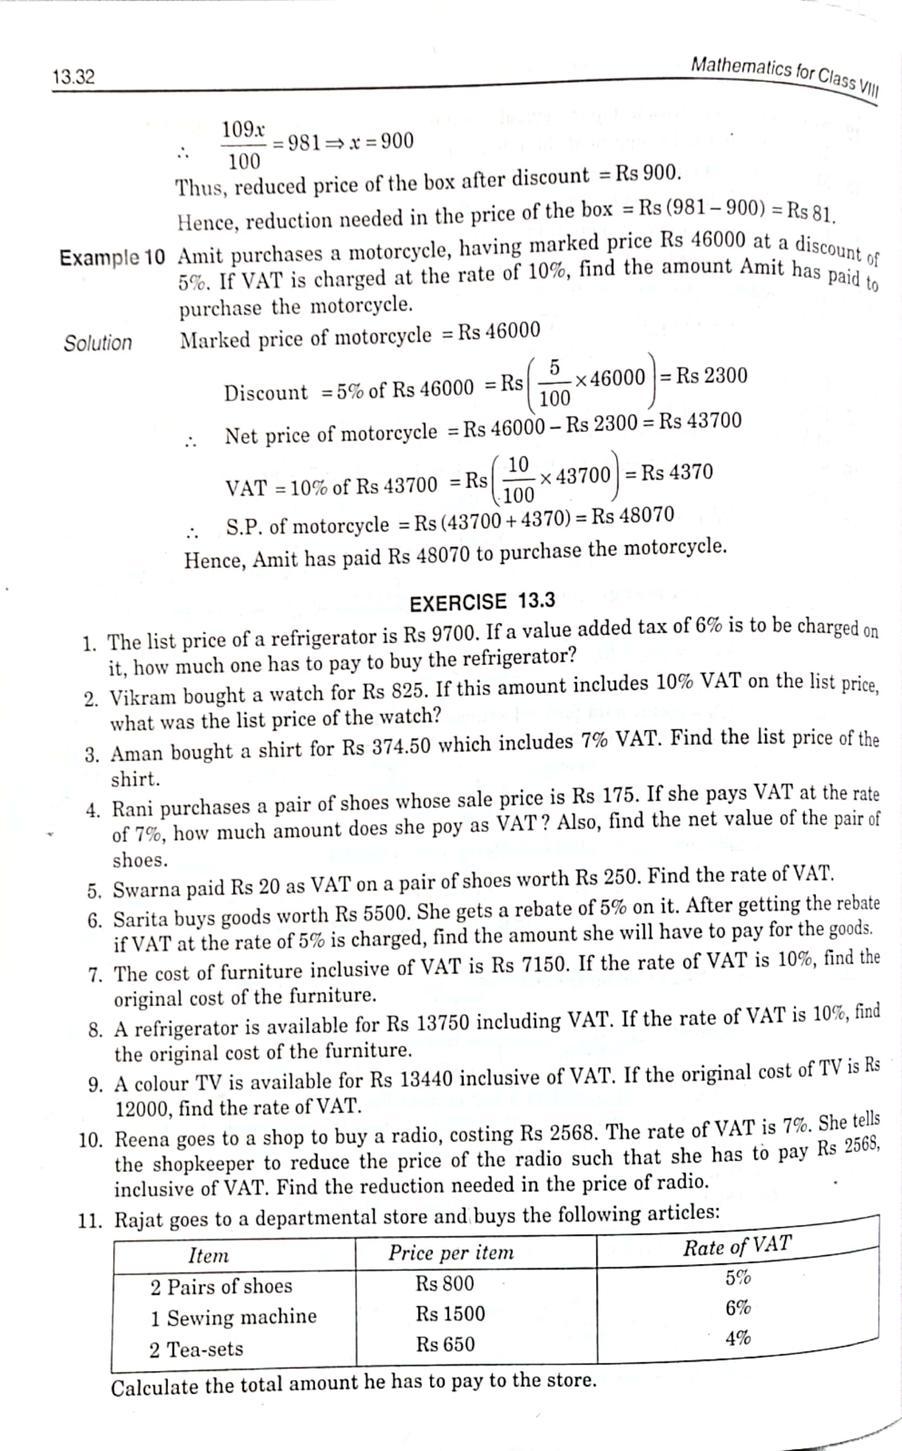 13.32
Mathematics for Class VIII
∴ 109x/100 = 981 ⇒ x = 900
Thus, reduced price of the box after discount = Rs 900.
Hence, reduction needed in the price of the box = Rs (981 – 900) = Rs 81.
Example 10 Amit purchases a motorcycle, having marked price Rs 46000 at a discount of
5%. If VAT is charged at the rate of 10%, find the amount Amit has paid to
purchase the motorcycle.
Solution Marked price of motorcycle = Rs 46000
Discount = 5% of Rs 46000 = Rs (5/100 × 46000) = Rs 2300
∴ Net price of motorcycle = Rs 46000 – Rs 2300 = Rs 43700
VAT = 10% of Rs 43700 = Rs (10/100 × 43700) = Rs 4370
∴ S.P. of motorcycle = Rs (43700 + 4370) = Rs 48070
Hence, Amit has paid Rs 48070 to purchase the motorcycle.
EXERCISE 13.3
1. The list price of a refrigerator is Rs 9700. If a value added tax of 6% is to be charged on
it, how much one has to pay to buy the refrigerator?
2. Vikram bought a watch for Rs 825. If this amount includes 10% VAT on the list price,
what was the list price of the watch?
3. Aman bought a shirt for Rs 374.50 which includes 7% VAT. Find the list price of the
shirt.
4. Rani purchases a pair of shoes whose sale price is Rs 175. If she pays VAT at the rate
of 7%, how much amount does she poy as VAT? Also, find the net value of the pair of
shoes.
5. Swarna paid Rs 20 as VAT on a pair of shoes worth Rs 250. Find the rate of VAT.
6. Sarita buys goods worth Rs 5500. She gets a rebate of 5% on it. After getting the rebate
if VAT at the rate of 5% is charged, find the amount she will have to pay for the goods.
7. The cost of furniture inclusive of VAT is Rs 7150. If the rate of VAT is 10%, find the
original cost of the furniture.
8. A refrigerator is available for Rs 13750 including VAT. If the rate of VAT is 10%, find
the original cost of the furniture.
9. A colour TV is available for Rs 13440 inclusive of VAT. If the original cost of TV is Rs
12000, find the rate of VAT.
10. Reena goes to a shop to buy a radio, costing Rs 2568. The rate of VAT is 7%. She tells
the shopkeeper to reduce the price of the radio such that she has to pay Rs 2568,
inclusive of VAT. Find the reduction needed in the price of radio.
11. Rajat goes to a departmental store and buys the following articles:
Item Price per item Rate of VAT
2 Pairs of shoes Rs 800 5%
1 Sewing machine Rs 1500 6%
2 Tea-sets Rs 650 4%
Calculate the total amount he has to pay to the store.